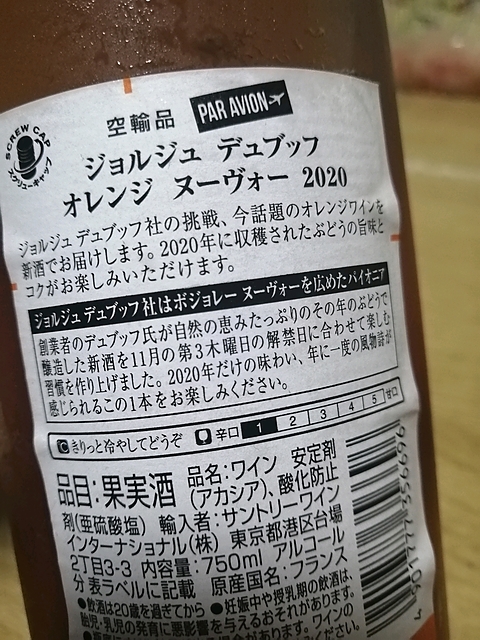 SCREW CAP
スクリューキャップ
空輸品 PAR AVION
ジョルジュ デュブッフ
オレンジ ヌーヴォー 2020
ジョルジュ デュブッフ社の挑戦、今話題のオレンジワインを
新酒でお届けします。2020年に収穫されたぶどうの旨味と
コクがお楽しみいただけます。
ジョルジュ デュブッフ社はボジョレー ヌーヴォーを広めたパイオニア
創業者のデュブッフ氏が自然の恵みたっぷりのその年のぶどうで
醸造した新酒を11月の第3木曜日の解禁日に合わせて楽しむ
習慣を作り上げました。2020年だけの味わい、年に一度の風物詩が
感じられるこの1本をお楽しみください。
きりっと冷やしてどうぞ 辛口 1 2 3 4 5 甘口
品目:果実酒 品名:ワイン 安定剤
(アカシア)、酸化防止
剤(亜硫酸塩) 輸入者:サントリーワイン
インターナショナル(株) 東京都港区台場
2丁目3-3 内容量:750ml アルコール
分表ラベルに記載 原産国名:フランス
●飲酒は20歳を過ぎてから ●妊娠中や授乳期の飲酒は、
胎児・乳児の発育に悪影響を与えるおそれがあります。
があります。ワインの